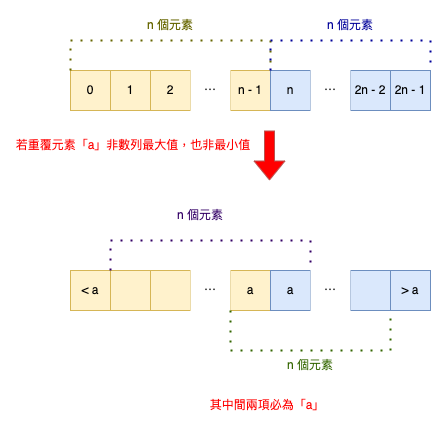 n 個元素 n 個元素
0 1 2 ... n - 1 n ... 2n - 2 2n - 1
若重覆元素「a」非數列最大值，也非最小值
n 個元素
< a ... a a ... > a
n 個元素
其中間兩項必為「a」